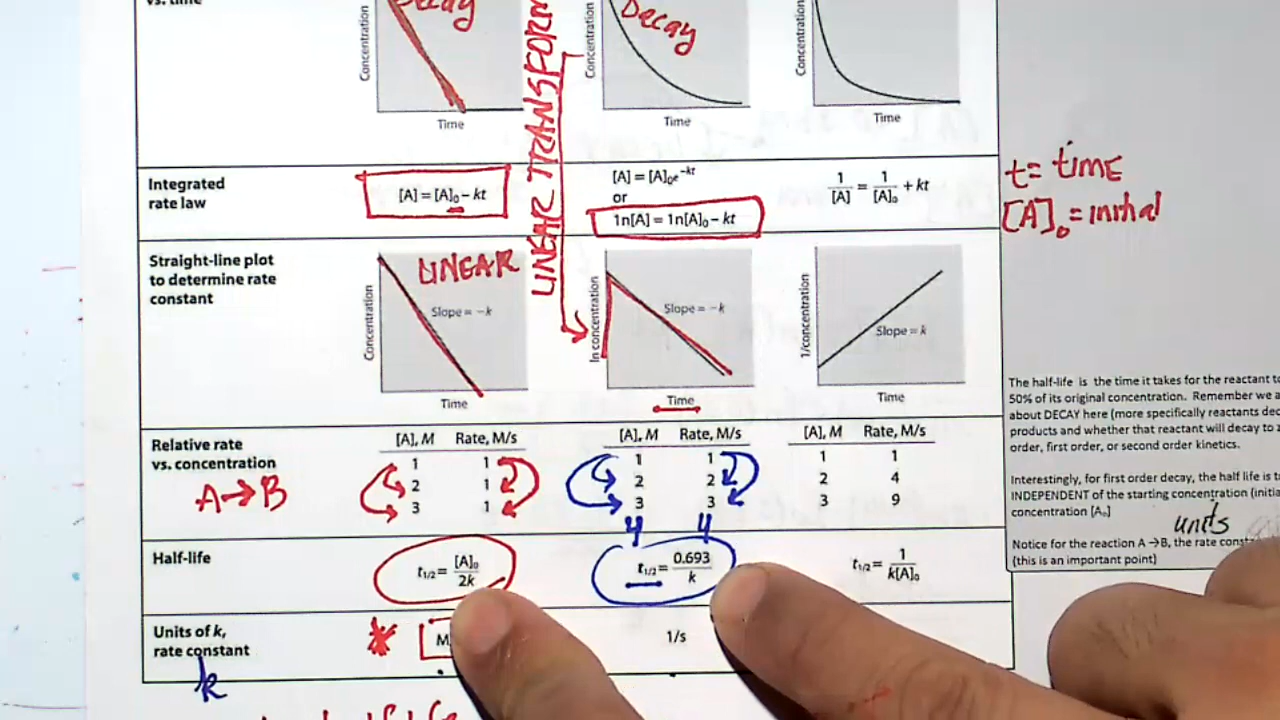 vs. time
Decay
Decay
Concentration
Concentration
Concentration
Time
Time
Time
LINEAR TRANSFORM
Integrated
rate law
[A] = [A]₀ − kt
[A] = [A]₀e⁻ᵏᵗ
or
1n[A] = 1n[A]₀ − kt
1/[A] = 1/[A]₀ + kt
t = time
[A]₀ = initial
Straight-line plot
to determine rate
constant
LINEAR
Concentration
Slope = −k
Time
ln concentration
Slope = −k
Time
1/concentration
Slope = k
Time
Relative rate
vs. concentration
A → B
[A], M Rate, M/s
1 1
2 1
3 1
[A], M Rate, M/s
1 1
2 2
3 3
4 4
[A], M Rate, M/s
1 1
2 4
3 9
Half-life
t₁/₂ = [A]₀/2k
t₁/₂ = 0.693/k
t₁/₂ = 1/k[A]₀
Units of k,
rate constant
k
M
1/s
The half-life is the time it takes for the reactant to
50% of its original concentration. Remember we a
about DECAY here (more specifically reactants dec
products and whether that reactant will decay to
order, first order, or second order kinetics.
Interestingly, for first order decay, the half life is
INDEPENDENT of the starting concentration (initia
concentration [A₀]
units
Notice for the reaction A →B, the rate const
(this is an important point)